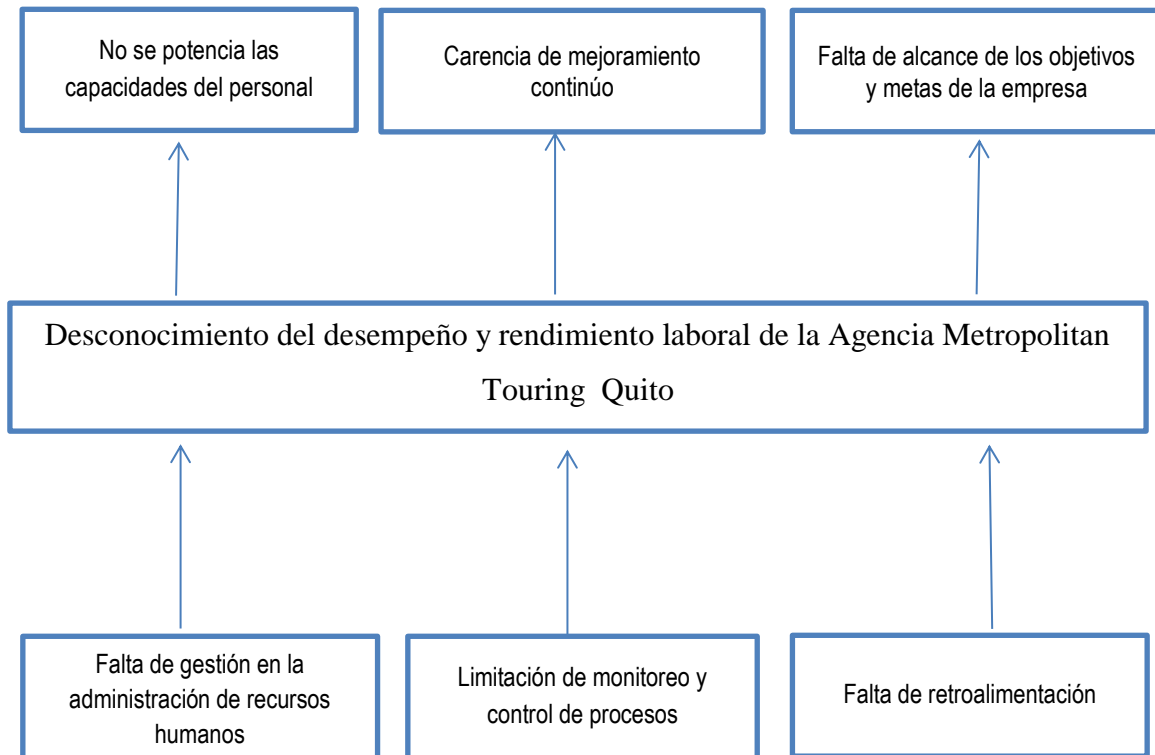 No se potencia las
capacidades del personal
Carencia de mejoramiento
continúo
Falta de alcance de los objetivos
y metas de la empresa
Desconocimiento del desempeño y rendimiento laboral de la Agencia Metropolitan
Touring Quito
Falta de gestión en la
administración de recursos
humanos
Limitación de monitoreo y
control de procesos
Falta de retroalimentación